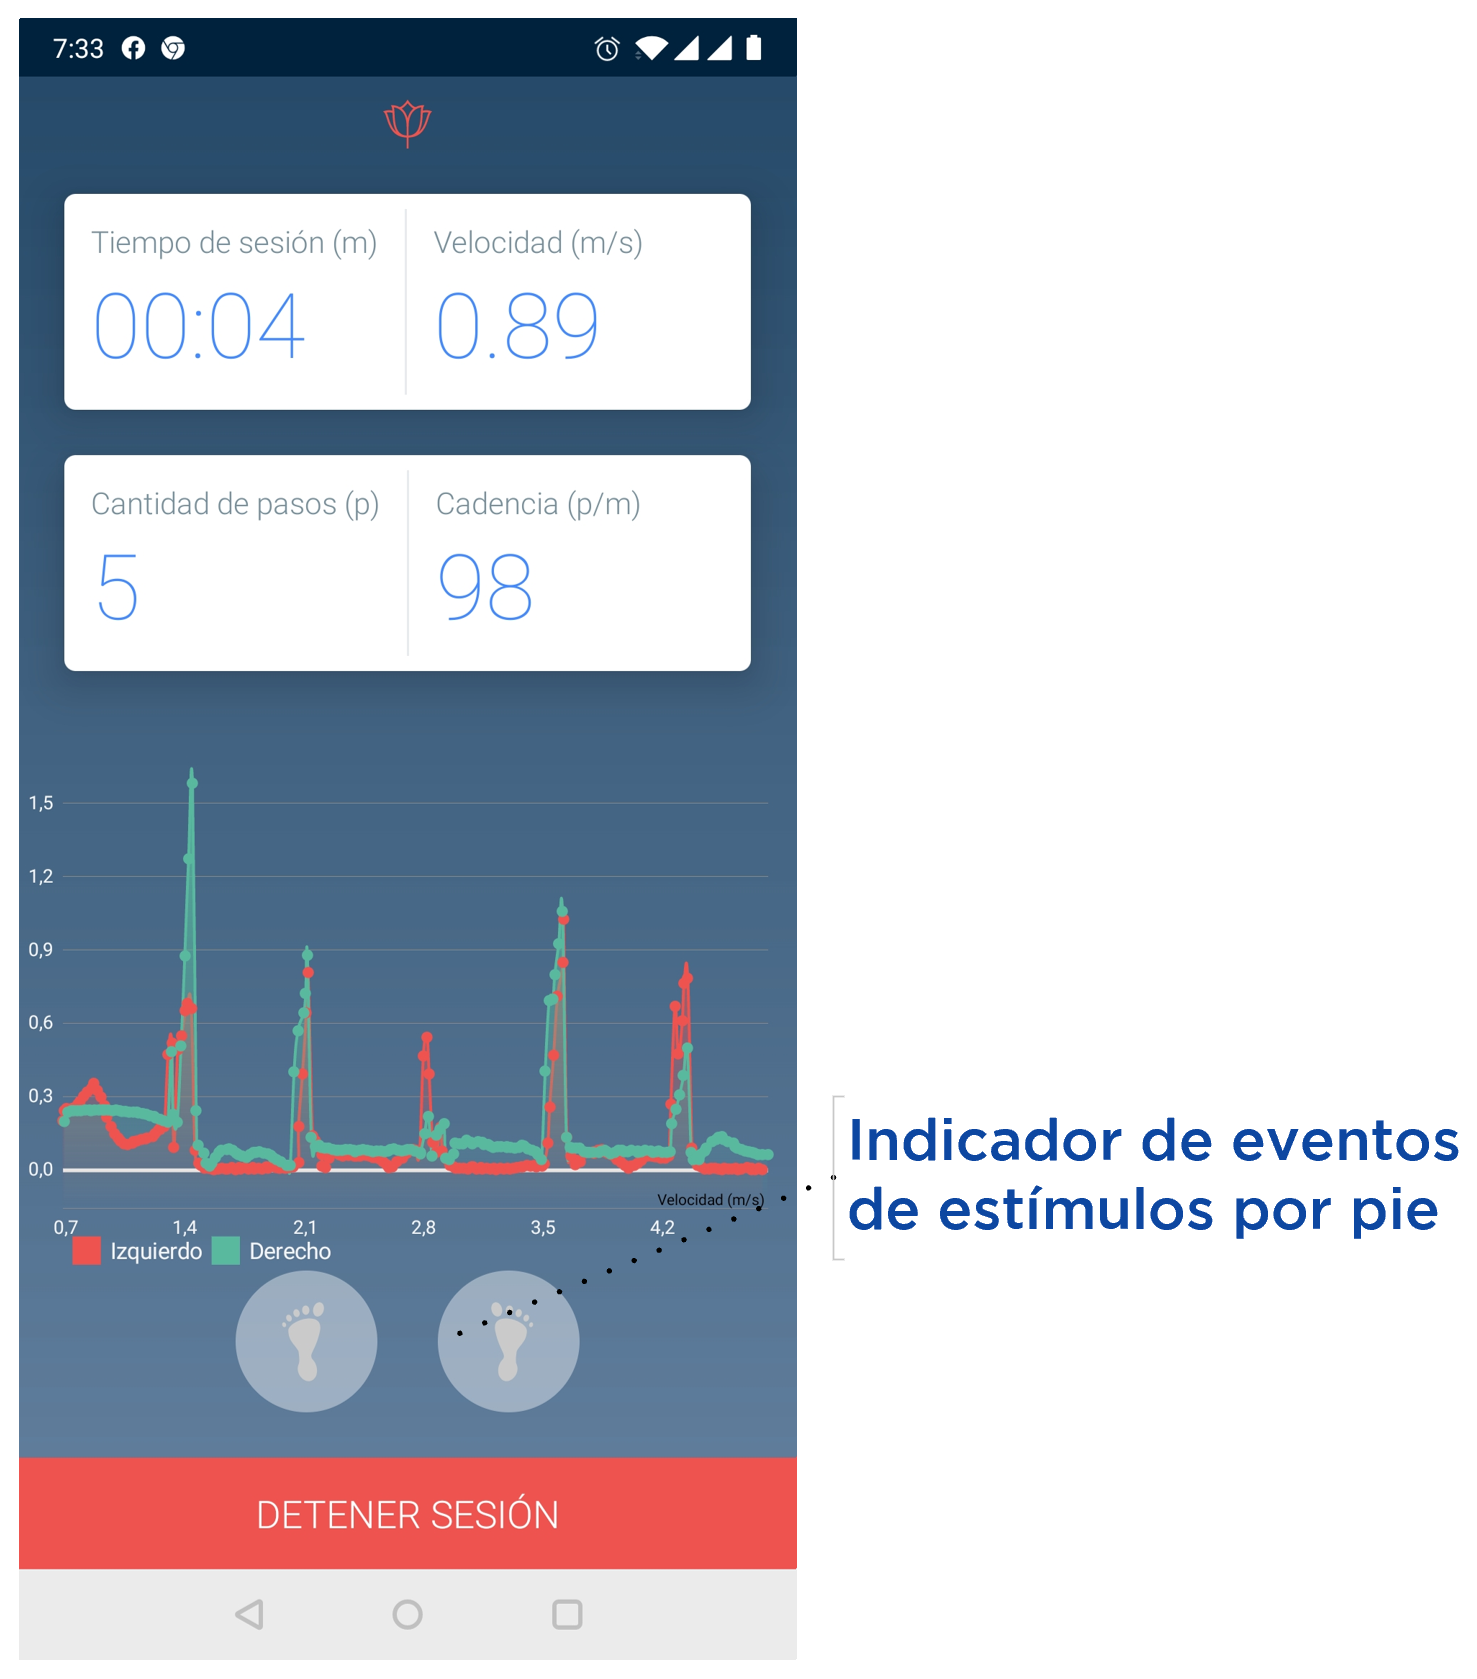 7:33
Tiempo de sesión (m)
Velocidad (m/s)
00:04
0.89
Cantidad de pasos (p)
Cadencia (p/m)
5
98
1,5
1,2
0,9
0,6
0,3
0,0
Velocidad (m/s)
0,7 1,4 2,1 2,8 3,5 4,2
Izquierdo Derecho
Indicador de eventos
de estímulos por pie
DETENER SESIÓN